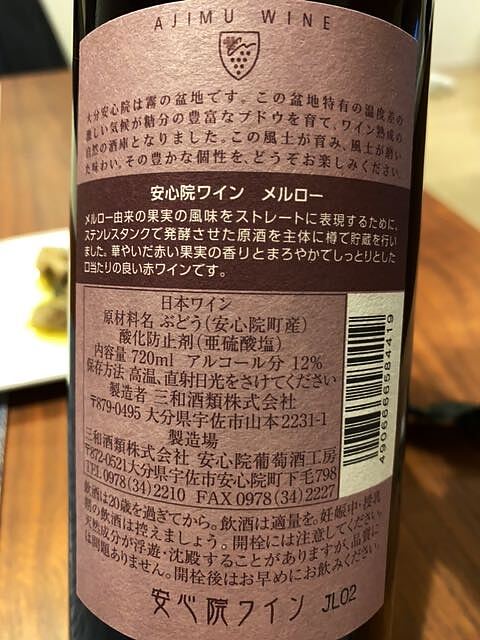 AJIMU WINE
大分安心院は霧の盆地です。この盆地特有の温度差の
激しい気候が糖分の豊富なブドウを育て、ワイン熟成の
自然の酒庫となりました。この風土が育み、風土が磨い
た味わい、その豊かな個性を、どうぞお楽しみください。
安心院ワイン メルロー
メルロー由来の果実の風味をストレートに表現するために、
ステンレスタンクで発酵させた原酒を主体に樽で貯蔵を行い
ました。華やいだ赤い果実の香りとまろやかでしっとりとした
口当たりの良い赤ワインです。
日本ワイン
原材料名 ぶどう(安心院町産)
酸化防止剤(亜硫酸塩)
内容量 720ml アルコール分 12%
保存方法 高温、直射日光をさけてください
製造者 三和酒類株式会社
〒879-0495 大分県宇佐市山本2231-1
製造場
三和酒類株式会社 安心院葡萄酒工房
〒872-0521大分県宇佐市安心院町下毛798
TEL 0978(34)2210 FAX 0978(34)2227
4906666584419
飲酒は20歳を過ぎてから。飲酒は適量を。妊娠中・授乳
期の飲酒は控えましょう。開栓には注意してください。
天然成分が浮遊・沈殿することがありますが、品質に
は問題ありません。開栓後はお早めにお飲みください。
安心院ワイン JL02